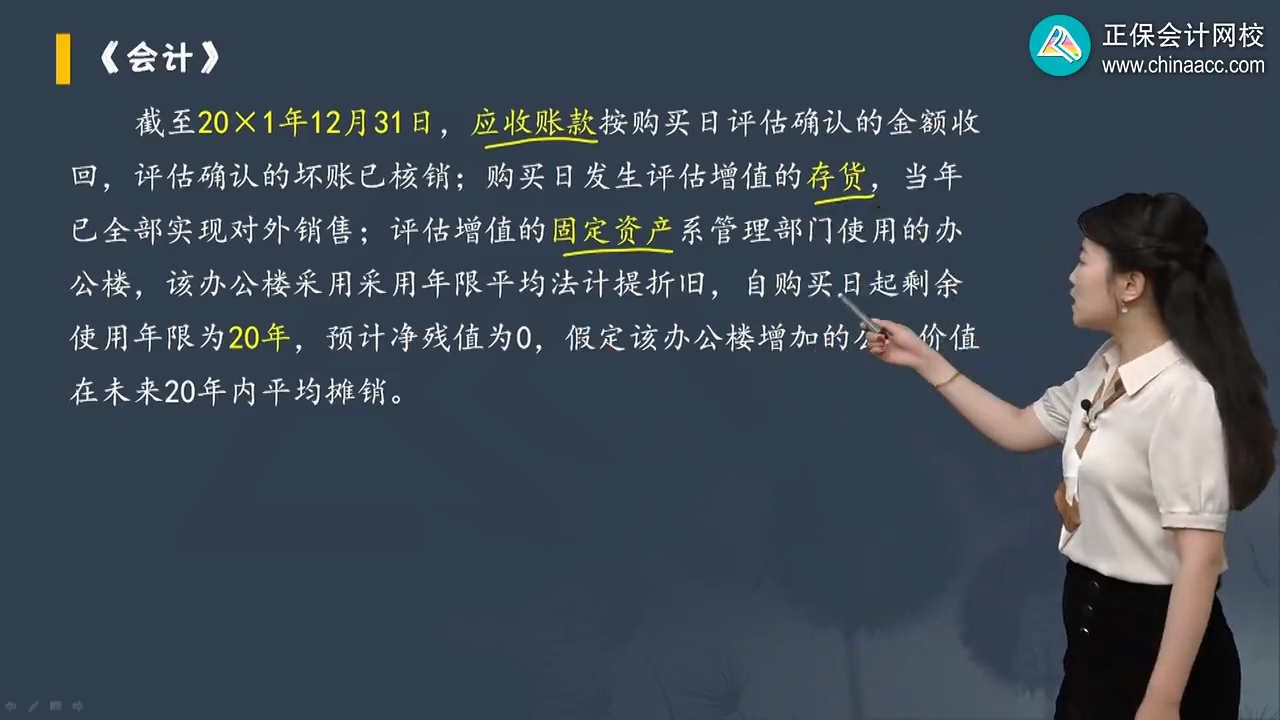 《会计》
正保会计网校
www.chinaacc.com
截至20×1年12月31日，应收账款按购买日评估确认的金额收
回，评估确认的坏账已核销；购买日发生评估增值的存货，当年
已全部实现对外销售；评估增值的固定资产系管理部门使用的办
公楼，该办公楼采用采用年限平均法计提折旧，自购买日起剩余
使用年限为20年，预计净残值为0，假定该办公楼增加的公 价值
在未来20年内平均摊销。